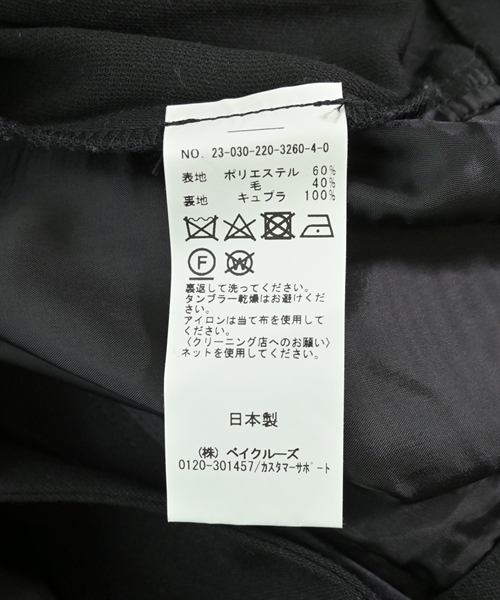 NO. 23-030-220-3260-4-0
表地 ポリエステル 60%
毛 40%
裏地 キュプラ 100%
F W
裏返して洗ってください。
タンブラー乾燥はお避けくだ
さい。
アイロンは当て布を使用して
ください。
〈クリーニング店へのお願い〉
ネットを使用してください。
日本製
(株) ベイクルーズ
0120-301457/カスタマーサポート